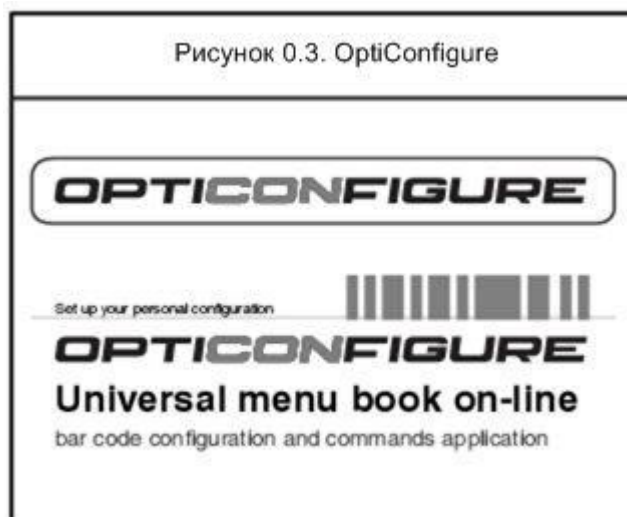 Рисунок 0.3. OptiConfigure
OPTICONFIGURE
Set up your personal configuration
OPTICONFIGURE
Universal menu book on-line
bar code configuration and commands application